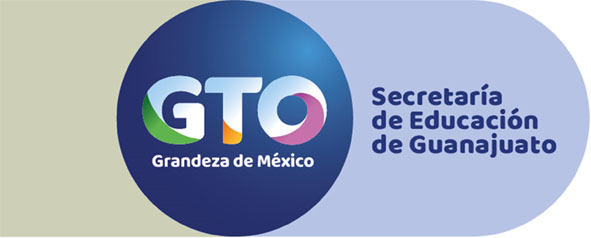 GTO
Grandeza de México
Secretaría
de Educación
de Guanajuato